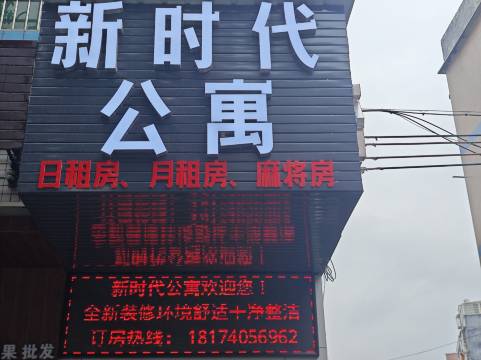 新时代
公寓
日租房、月租房、麻将房
新时代公寓欢迎您！
全新装修环境舒适干净整洁
订房热线：18174056962
果 批发